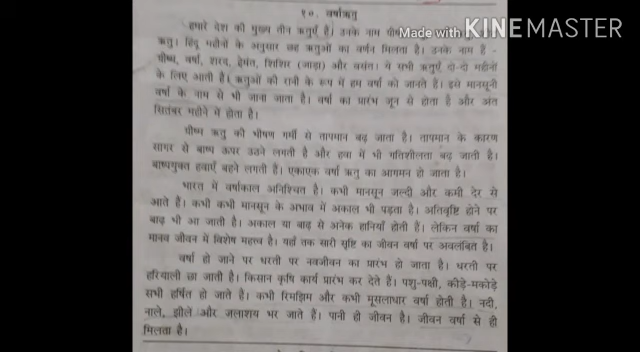 Made with KINEMASTER
१०. वर्षाऋतु
हमारे देश की मुख्य तीन ऋतुएँ हैं। उनके नाम ग्रीष्म
ऋतु। हिंदू महीनों के अनुसार छह ऋतुओं का वर्णन मिलता है। उनके नाम हैं -
ग्रीष्म, वर्षा, शरद, हेमंत, शिशिर (जाड़ा) और वसंत। ये सभी ऋतुएँ दो-दो महीनों
के लिए आती हैं। ऋतुओं की रानी के रूप में हम वर्षा को जानते हैं। इसे मानसूनी
वर्षा के नाम से भी जाना जाता है। वर्षा का प्रारंभ जून से होता है और अंत
सितंबर महीने में होता है।
ग्रीष्म ऋतु की भीषण गर्मी से तापमान बढ़ जाता है। तापमान के कारण
सागर से बाष्प ऊपर उठने लगती है और हवा में भी गतिशीलता बढ़ जाती है।
बाष्पयुक्त हवाएँ बहने लगती हैं। एकाएक वर्षा ऋतु का आगमन हो जाता है।
भारत में वर्षाकाल अनिश्चित है। कभी मानसून जल्दी और कभी देर से
आते हैं। कभी कभी मानसून के अभाव में अकाल भी पड़ता है। अतिवृष्टि होने पर
बाढ़ भी आ जाती है। अकाल या बाढ़ से अनेक हानियाँ होती हैं। लेकिन वर्षा का
मानव जीवन में विशेष महत्त्व है। यहाँ तक सारी सृष्टि का जीवन वर्षा पर अवलंबित है।
वर्षा हो जाने पर धरती पर नवजीवन का प्रारंभ हो जाता है। धरती पर
हरियाली छा जाती है। किसान कृषि कार्य प्रारंभ कर देते हैं। पशु-पक्षी, कीड़े-मकोड़े
सभी हर्षित हो जाते हैं। कभी रिमझिम और कभी मूसलाधार वर्षा होती है। नदी,
नाले, झीलें और जलाशय भर जाते हैं। पानी ही जीवन है। जीवन वर्षा से ही
मिलता है।